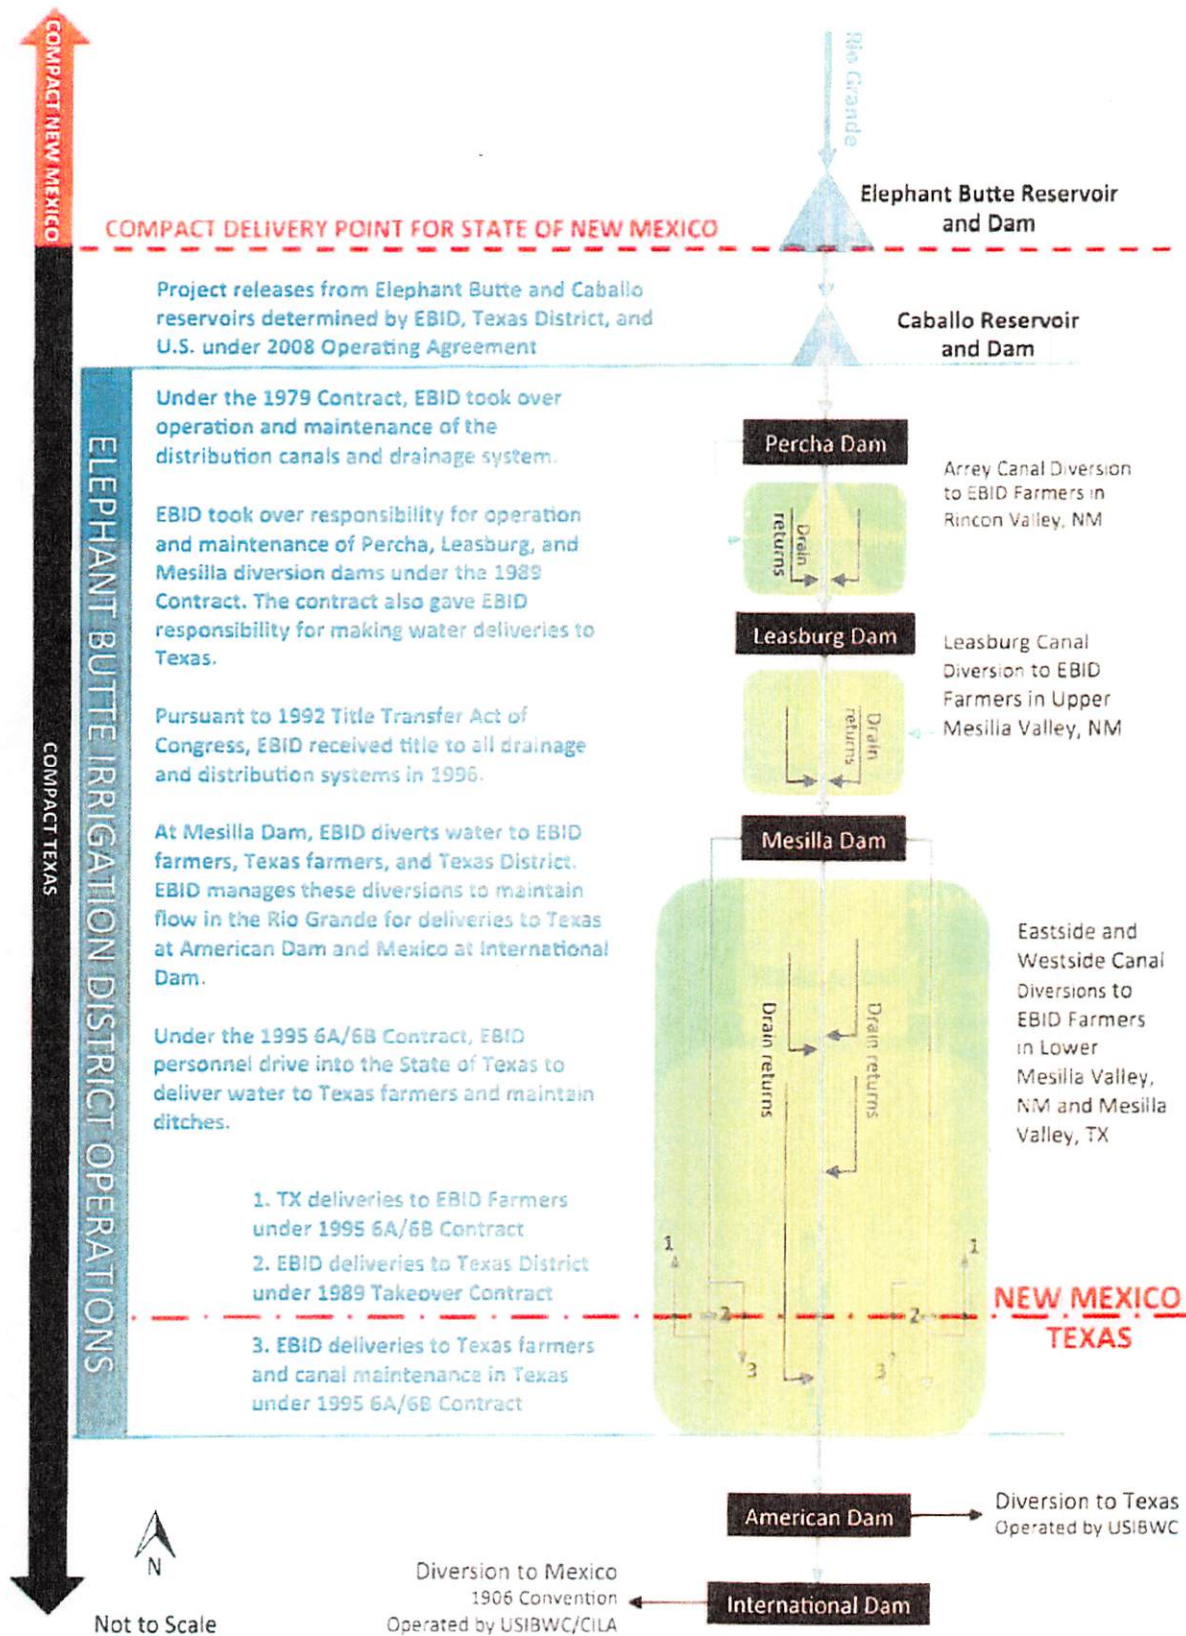 COMPACT NEW MEXICO
COMPACT TEXAS
ELEPHANT BUTTE IRRIGATION DISTRICT OPERATIONS
Rio Grande
Elephant Butte Reservoir
and Dam
COMPACT DELIVERY POINT FOR STATE OF NEW MEXICO
Project releases from Elephant Butte and Caballo
reservoirs determined by EBID, Texas District, and
U.S. under 2008 Operating Agreement
Caballo Reservoir
and Dam
Under the 1979 Contract, EBID took over
operation and maintenance of the
distribution canals and drainage system.
EBID took over responsibility for operation
and maintenance of Percha, Leasburg, and
Mesilla diversion dams under the 1989
Contract. The contract also gave EBID
responsibility for making water deliveries to
Texas.
Pursuant to 1992 Title Transfer Act of
Congress, EBID received title to all drainage
and distribution systems in 1996.
At Mesilla Dam, EBID diverts water to EBID
farmers, Texas farmers, and Texas District.
EBID manages these diversions to maintain
flow in the Rio Grande for deliveries to Texas
at American Dam and Mexico at International
Dam.
Under the 1995 6A/6B Contract, EBID
personnel drive into the State of Texas to
deliver water to Texas farmers and maintain
ditches.
1. TX deliveries to EBID Farmers
under 1995 6A/6B Contract
2. EBID deliveries to Texas District
under 1989 Takeover Contract
3. EBID deliveries to Texas farmers
and canal maintenance in Texas
under 1995 6A/6B Contract
Percha Dam
Arrey Canal Diversion
to EBID Farmers in
Rincon Valley, NM
Drain
returns
Leasburg Dam
Leasburg Canal
Diversion to EBID
Farmers in Upper
Mesilla Valley, NM
Drain
returns
Mesilla Dam
Eastside and
Westside Canal
Diversions to
EBID Farmers
in Lower
Mesilla Valley,
NM and Mesilla
Valley, TX
Drain returns
Drain returns
1
1
2
2
3
3
NEW MEXICO
TEXAS
American Dam
Diversion to Texas
Operated by USIBWC
International Dam
Diversion to Mexico
1906 Convention
Operated by USIBWC/CILA
N
Not to Scale